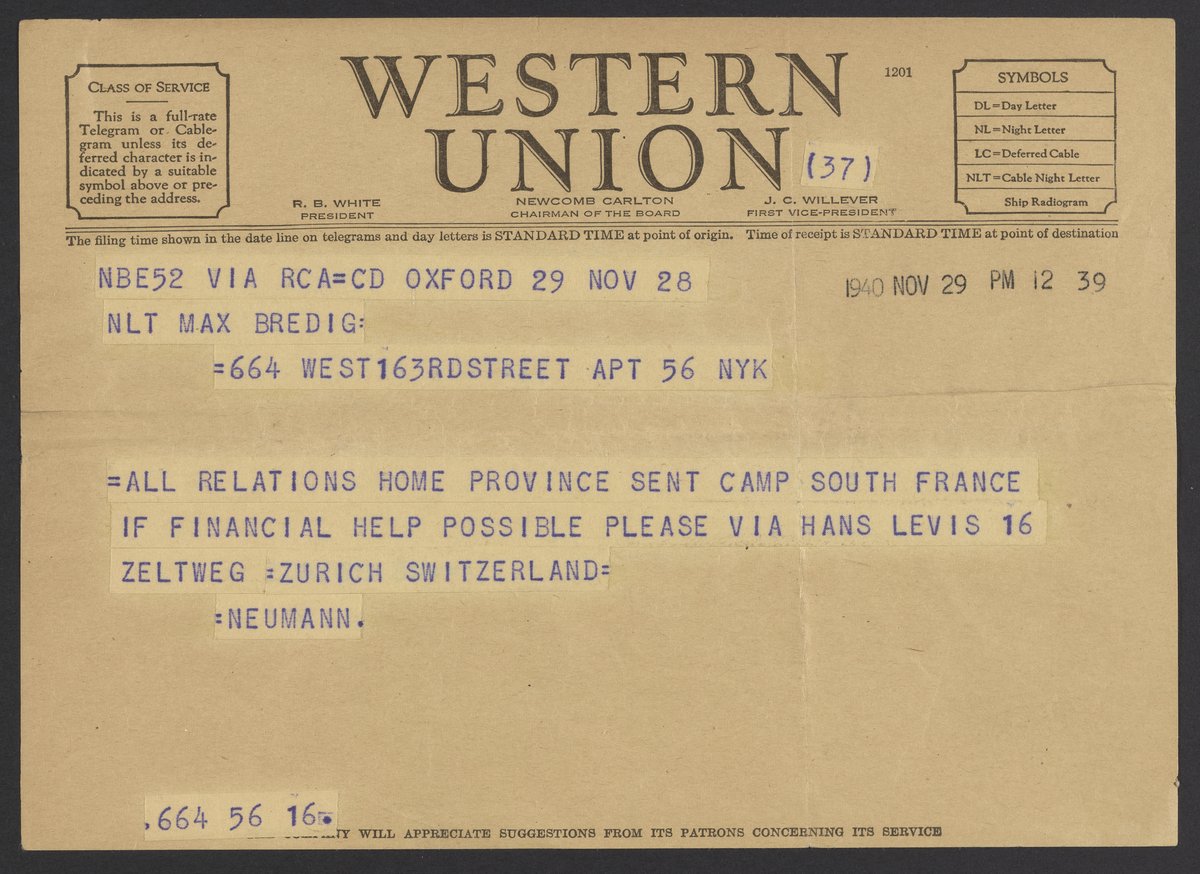 CLASS OF SERVICE
This is a full-rate
Telegram or Cable-
gram unless its de-
ferred character is in-
dicated by a suitable
symbol above or pre-
ceding the address.
WESTERN
UNION
(37)
1201
R. B. WHITE
PRESIDENT
NEWCOMB CARLTON
CHAIRMAN OF THE BOARD
J. C. WILLEVER
FIRST VICE-PRESIDENT
SYMBOLS
DL = Day Letter
NL = Night Letter
LC = Deferred Cable
NLT = Cable Night Letter
Ship Radiogram
The filing time shown in the date line on telegrams and day letters is STANDARD TIME at point of origin. Time of receipt is STANDARD TIME at point of destination
NBE52 VIA RCA=CD OXFORD 29 NOV 28
1940 NOV 29 PM 12 39
NLT MAX BREDIG=
=664 WEST163RDSTREET APT 56 NYK
=ALL RELATIONS HOME PROVINCE SENT CAMP SOUTH FRANCE
IF FINANCIAL HELP POSSIBLE PLEASE VIA HANS LEVIS 16
ZELTWEG =ZURICH SWITZERLAND=
=NEUMANN.
.664 56 16=.
WILL APPRECIATE SUGGESTIONS FROM ITS PATRONS CONCERNING ITS SERVICE